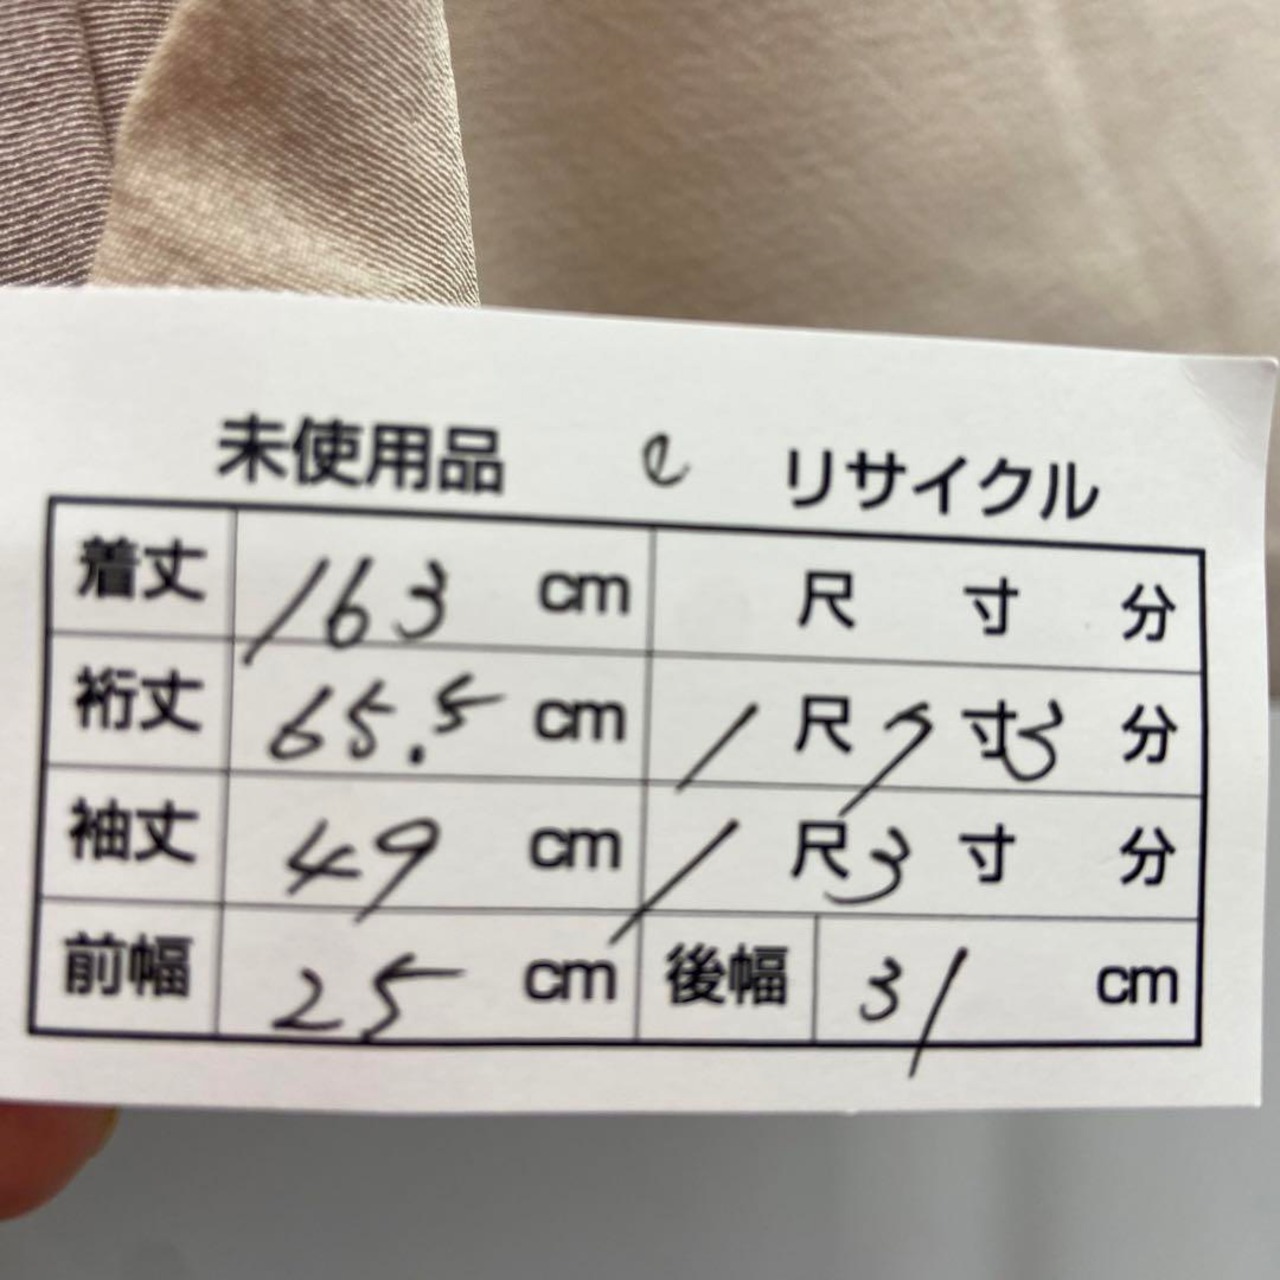 未使用品 e リサイクル
着丈 163 cm 尺 寸 分
裄丈 65.5 cm 1 尺 7 寸 3 分
袖丈 49 cm 1 尺 3 寸 分
前幅 25 cm 後幅 31 cm